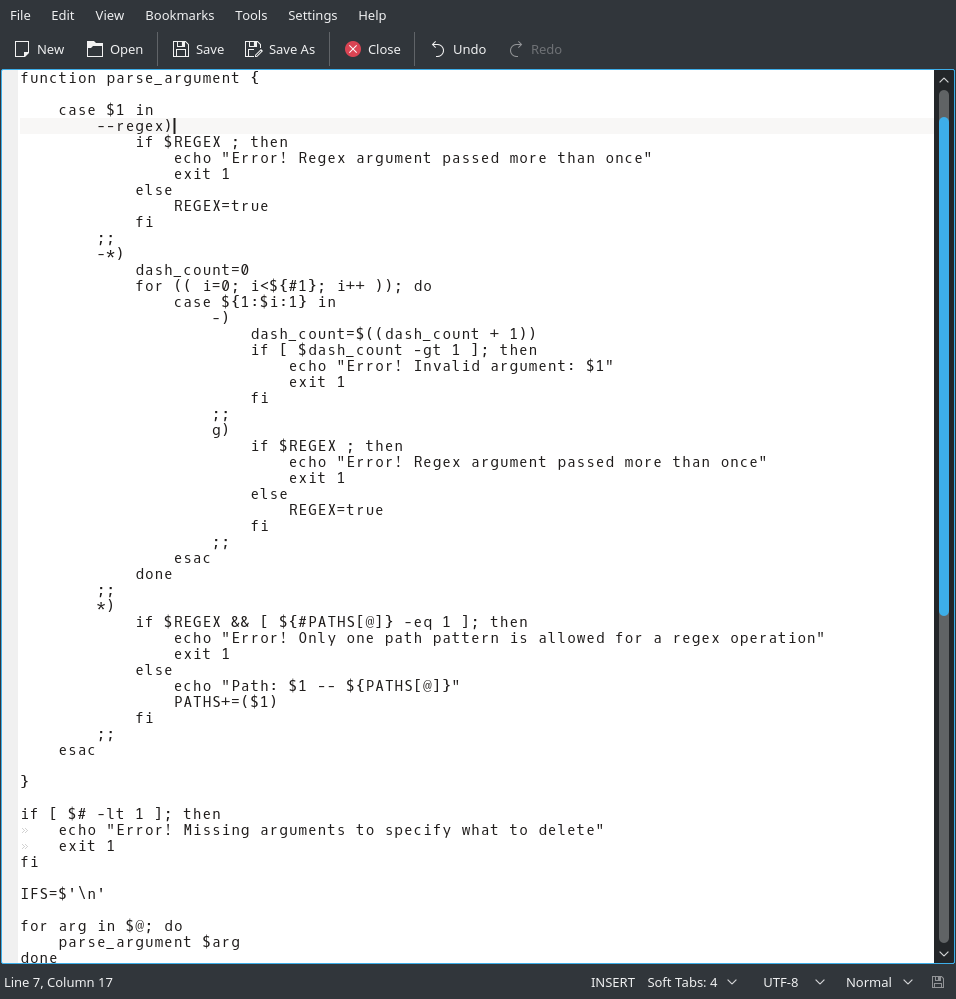 File Edit View Bookmarks Tools Settings Help
New Open Save Save As Close Undo Redo
function parse_argument {

    case $1 in
        --regex)
            if $REGEX ; then
                echo "Error! Regex argument passed more than once"
                exit 1
            else
                REGEX=true
            fi
        ;;
        -*)
            dash_count=0
            for (( i=0; i<${#1}; i++ )); do
                case ${1:$i:1} in
                    -)
                        dash_count=$((dash_count + 1))
                        if [ $dash_count -gt 1 ]; then
                            echo "Error! Invalid argument: $1"
                            exit 1
                        fi
                    ;;
                    g)
                        if $REGEX ; then
                            echo "Error! Regex argument passed more than once"
                            exit 1
                        else
                            REGEX=true
                        fi
                    ;;
                esac
            done
        ;;
        *)
            if $REGEX && [ ${#PATHS[@]} -eq 1 ]; then
                echo "Error! Only one path pattern is allowed for a regex operation"
                exit 1
            else
                echo "Path: $1 -- ${PATHS[@]}"
                PATHS+=($1)
            fi
        ;;
    esac

}

if [ $# -lt 1 ]; then
»   echo "Error! Missing arguments to specify what to delete"
»   exit 1
fi

IFS=$'\n'

for arg in $@; do
    parse_argument $arg
done
Line 7, Column 17 INSERT Soft Tabs: 4 UTF-8 Normal